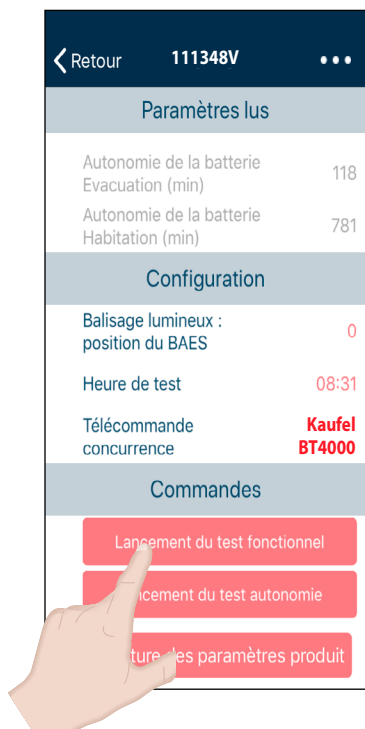 Retour 111348V
Paramètres lus
Autonomie de la batterie
Evacuation (min) 118
Autonomie de la batterie
Habitation (min) 781
Configuration
Balisage lumineux :
position du BAES 0
Heure de test 08:31
Télécommande Kaufel
concurrence BT4000
Commandes
Lancement du test fonctionnel
du test autonomie
paramètres produit